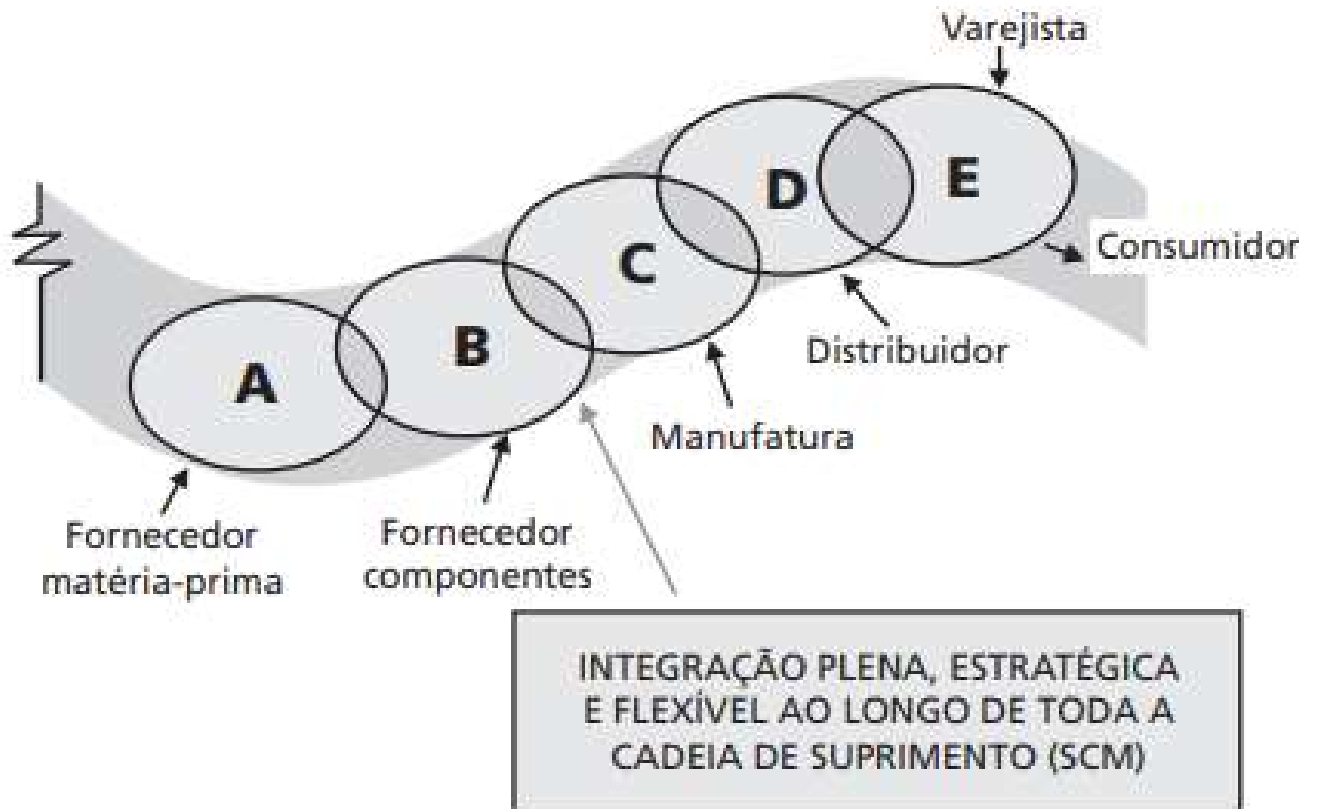 Varejista
E
D
C
B
A
Consumidor
Distribuidor
Manufatura
Fornecedor
matéria-prima
Fornecedor
componentes
INTEGRAÇÃO PLENA, ESTRATÉGICA
E FLEXÍVEL AO LONGO DE TODA A
CADEIA DE SUPRIMENTO (SCM)